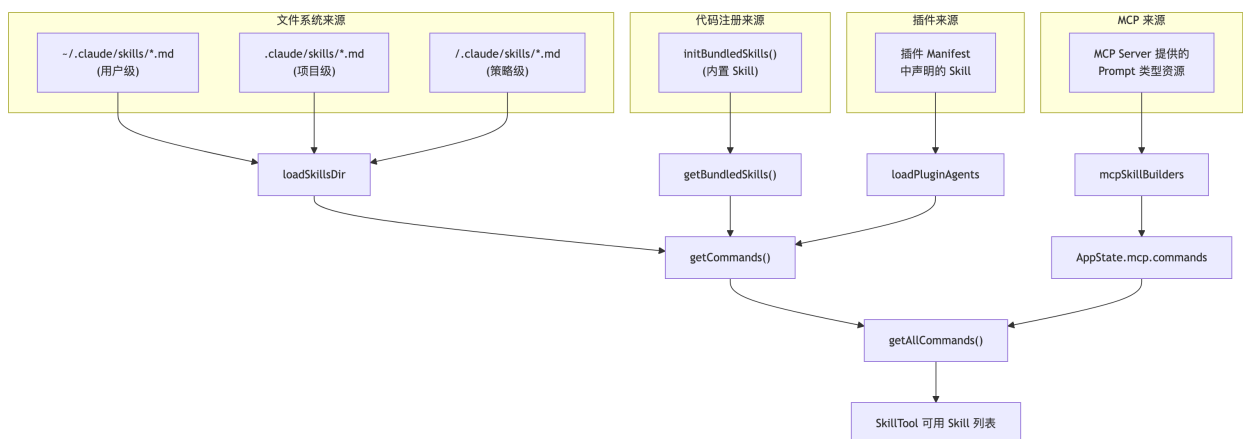 文件系统来源
代码注册来源
插件来源
MCP 来源
~/.claude/skills/*.md
(用户级)
.claude/skills/*.md
(项目级)
/.claude/skills/*.md
(策略级)
initBundledSkills()
(内置 Skill)
插件 Manifest
中声明的 Skill
MCP Server 提供的
Prompt 类型资源
loadSkillsDir
getBundledSkills()
loadPluginAgents
mcpSkillBuilders
getCommands()
AppState.mcp.commands
getAllCommands()
SkillTool 可用 Skill 列表